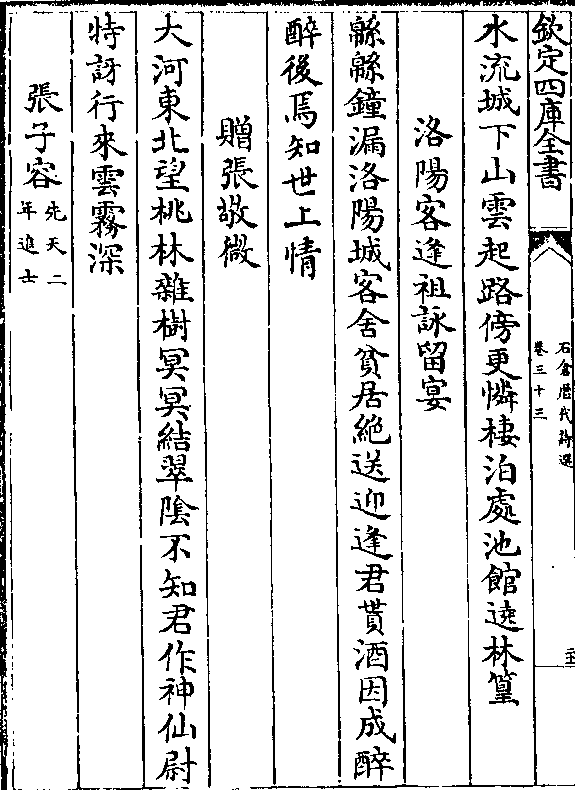 欽定四庫全書
石倉歷代詩選
卷三十三
水流城下山雲起路傍更憐棲泊處池館遶林篁
洛陽客逢祖詠留宴
緜緜鐘漏洛陽城客舍貧居絶送迎逢君貰酒因成醉
醉後焉知世上情
贈張敬微
大河東北望桃林雜樹冥冥結翠陰不知君作神仙尉
特訝行來雲霧深
張子容先天二
年進士